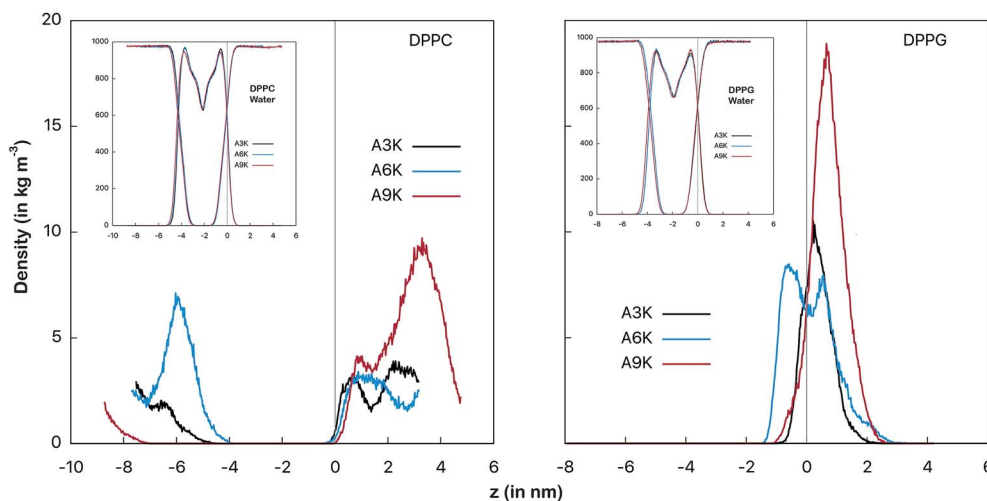 Density (in kg m-3)
20
15
10
5
0
DPPC
1000
800
600
400
200
0
DPPC
Water
A3K
A6K
A9K
-10 -8 -6 -4 -2 0 2 4 6
A3K
A6K
A9K
-10 -8 -6 -4 -2 0 2 4 6
DPPG
1000
800
600
400
200
0
DPPG
Water
A3K
A6K
A9K
-8 -6 -4 -2 0 2 4 6 8
A3K
A6K
A9K
-8 -6 -4 -2 0 2 4 6
z (in nm)